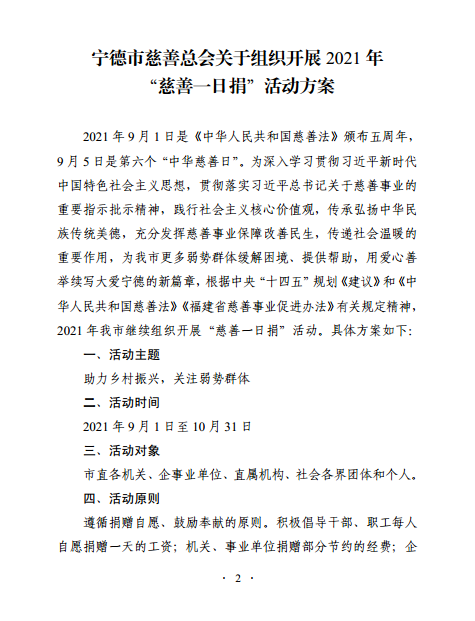 宁德市慈善总会关于组织开展 2021 年
“慈善一日捐”活动方案
2021 年 9 月 1 日是《中华人民共和国慈善法》颁布五周年，
9 月 5 日是第六个“中华慈善日”。为深入学习贯彻习近平新时代
中国特色社会主义思想，贯彻落实习近平总书记关于慈善事业的
重要指示批示精神，践行社会主义核心价值观，传承弘扬中华民
族传统美德，充分发挥慈善事业保障改善民生，传递社会温暖的
重要作用，为我市更多弱势群体缓解困境、提供帮助，用爱心善
举续写大爱宁德的新篇章，根据中央“十四五”规划《建议》和《中
华人民共和国慈善法》《福建省慈善事业促进办法》有关规定精神，
2021 年我市继续组织开展“慈善一日捐”活动。具体方案如下：
一、活动主题
助力乡村振兴，关注弱势群体
二、活动时间
2021 年 9 月 1 日至 10 月 31 日
三、活动对象
市直各机关、企事业单位、直属机构、社会各界团体和个人。
四、活动原则
遵循捐赠自愿、鼓励奉献的原则。积极倡导干部、职工每人
自愿捐赠一天的工资；机关、事业单位捐赠部分节约的经费；企
· 2 ·